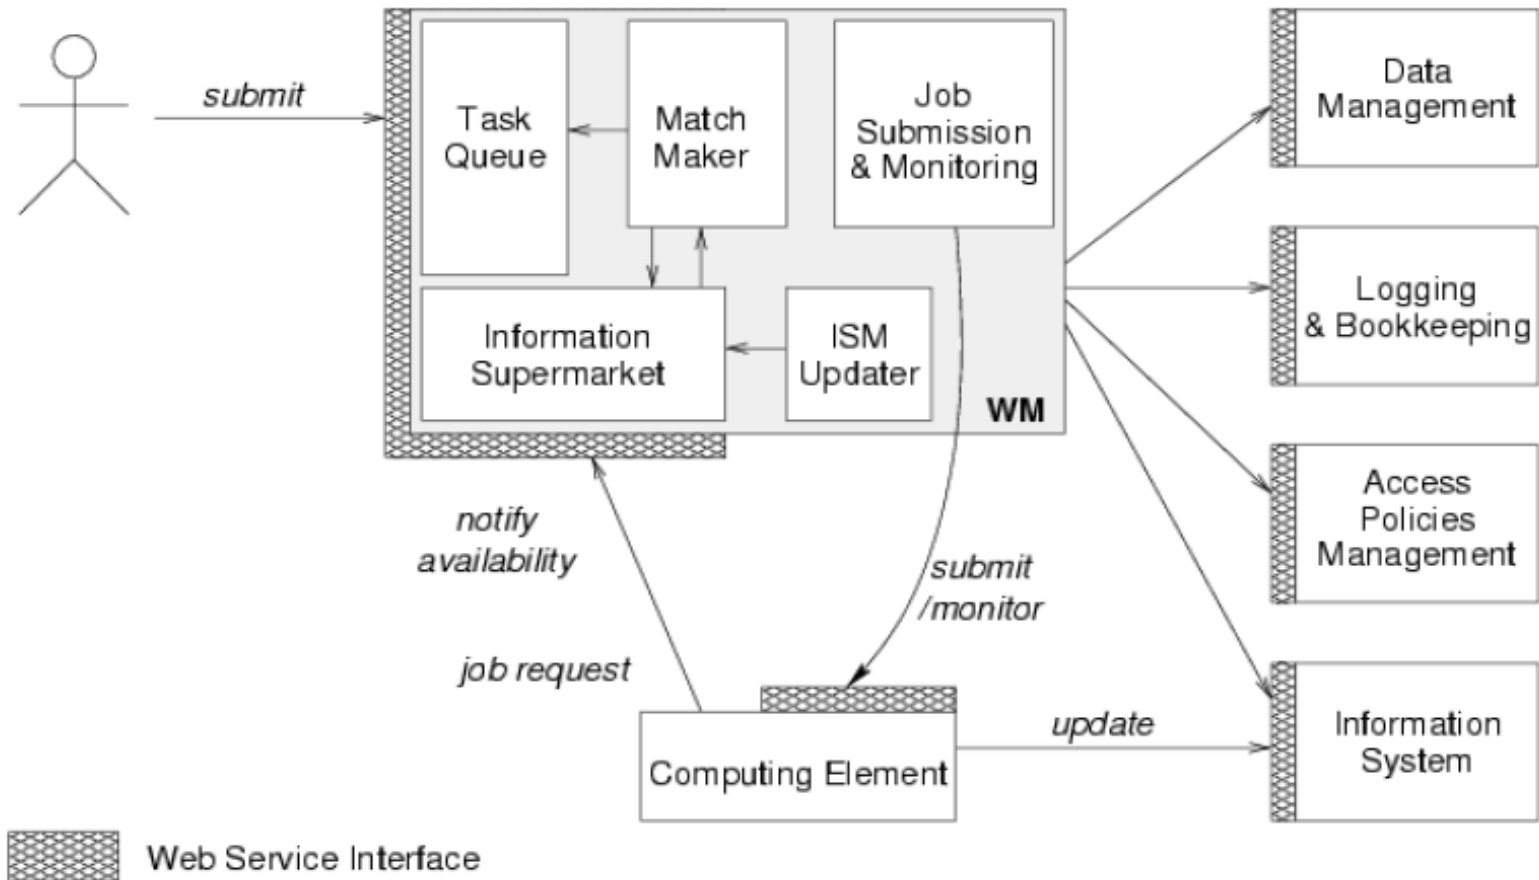 submit
Task
Queue
Match
Maker
Job
Submission
& Monitoring
Information
Supermarket
ISM
Updater
WM
Data
Management
Logging
& Bookkeeping
Access
Policies
Management
Information
System
notify
availability
job request
submit
/monitor
update
Computing Element
Web Service Interface